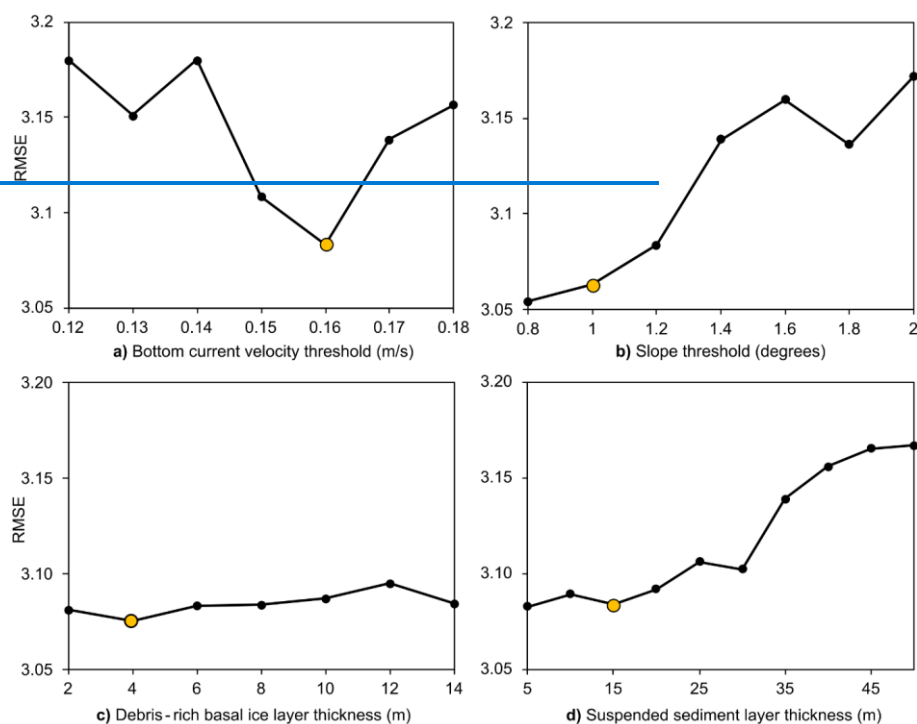 3.2
3.15
3.1
3.05
RMSE
0.12 0.13 0.14 0.15 0.16 0.17 0.18
a) Bottom current velocity threshold (m/s)
3.2
3.15
3.1
3.05
0.8 1 1.2 1.4 1.6 1.8 2
b) Slope threshold (degrees)
3.20
3.15
3.10
3.05
RMSE
2 4 6 8 10 12 14
c) Debris-rich basal ice layer thickness (m)
3.20
3.15
3.10
3.05
5 15 25 35 45
d) Suspended sediment layer thickness (m)